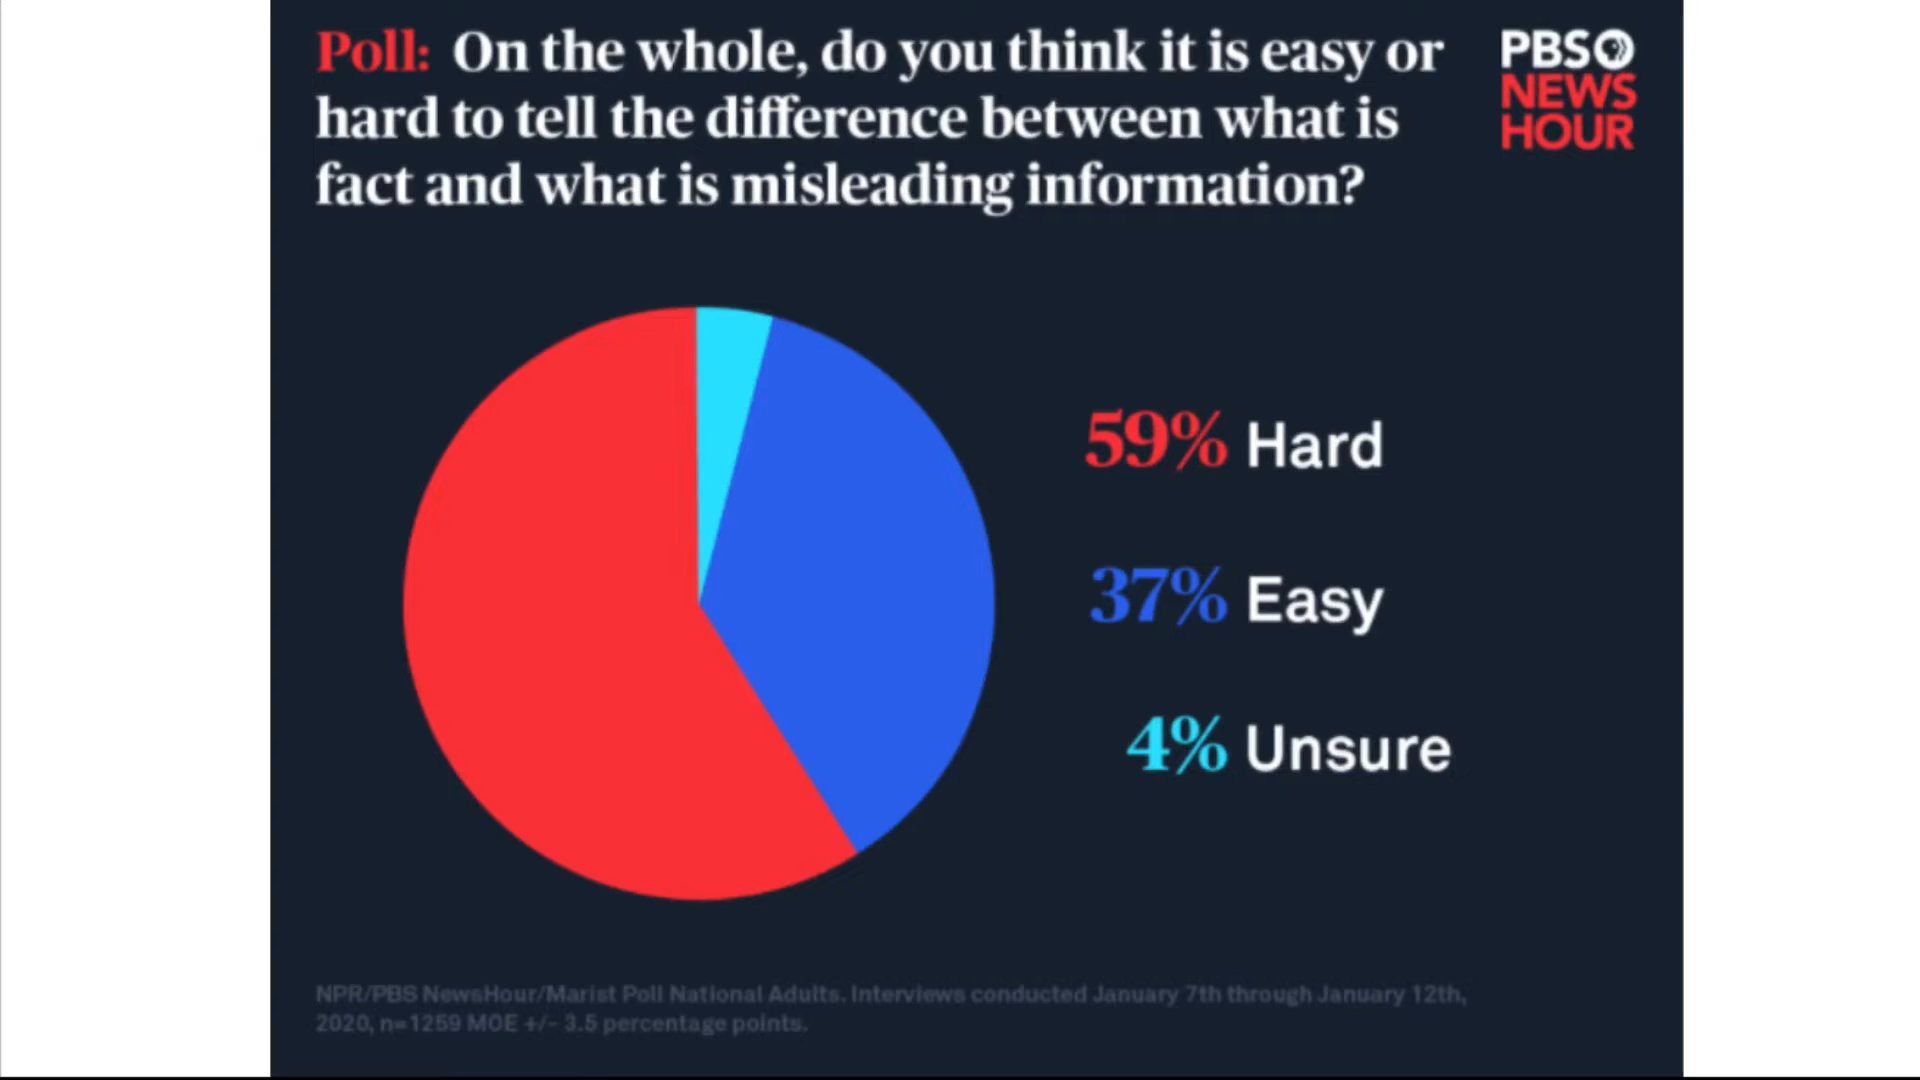 Poll: On the whole, do you think it is easy or
hard to tell the difference between what is
fact and what is misleading information?
PBS
NEWS
HOUR
59% Hard
37% Easy
4% Unsure
NPR/PBS NewsHour/Marist Poll National Adults. Interviews conducted January 7th through January 12th,
2020, n=1259 MOE +/- 3.5 percentage points.